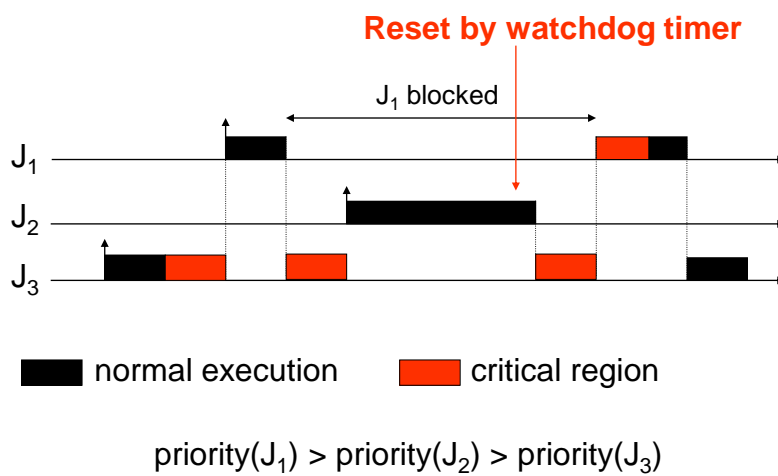 Reset by watchdog timer
J₁ blocked
J₁
J₂
J₃
normal execution
critical region
priority(J₁) > priority(J₂) > priority(J₃)